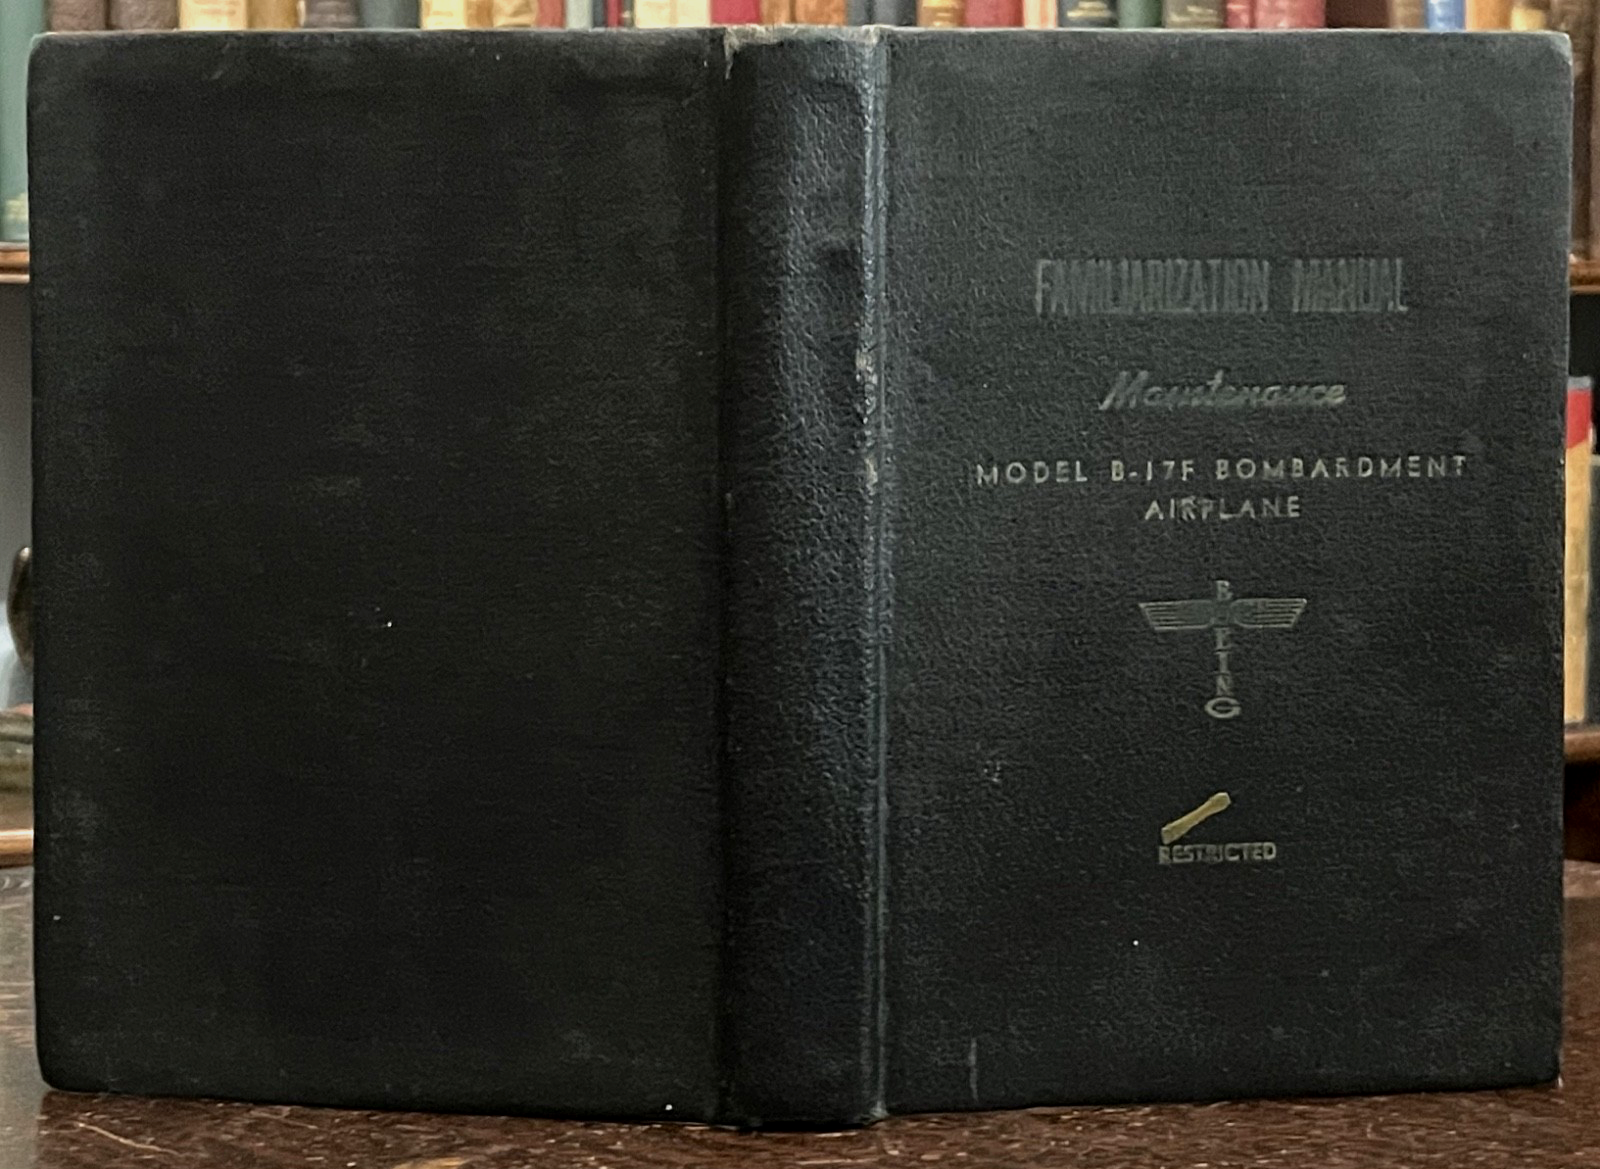 FAMILIARIZATION MANUAL
Maintenance
MODEL B-17F BOMBARDMENT
AIRPLANE
BOEING
RESTRICTED